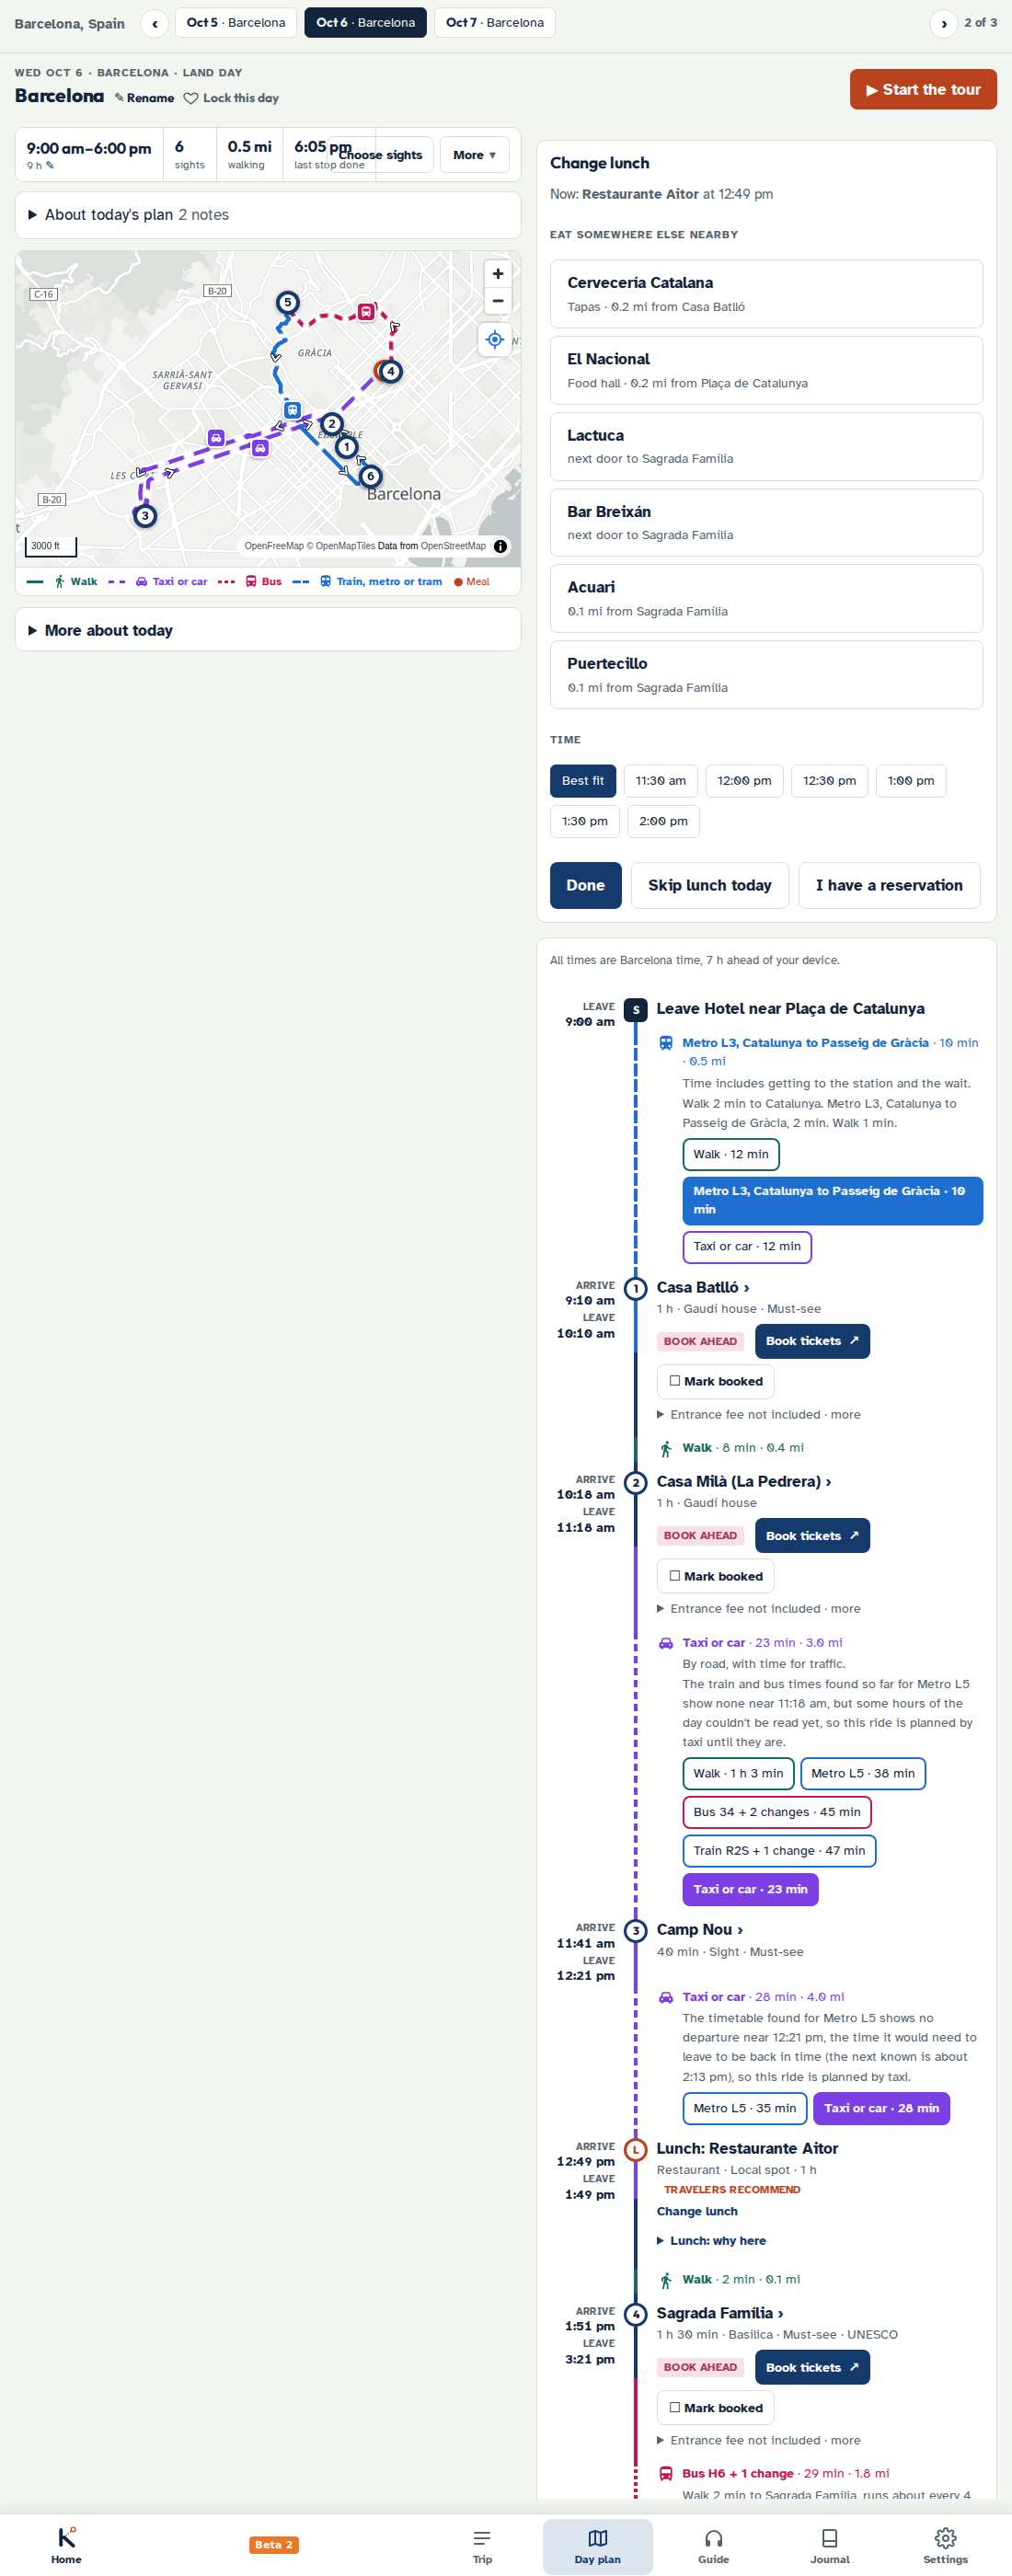 Barcelona, Spain
‹
Oct 5 · Barcelona
Oct 6 · Barcelona
Oct 7 · Barcelona
›
2 of 3
WED OCT 6 · BARCELONA · LAND DAY
Barcelona
✎ Rename
Lock this day
▶ Start the tour
9:00 am–6:00 pm
9 h ✎
6
sights
0.5 mi
walking
6:05 pm
last stop done
Choose sights
More ▾
▶ About today's plan 2 notes
C-16
B-20
5
GRÀCIA
SARRIÀ-SANT
GERVASI
4
2
1
6
LES C
Barcelona
B-20
3
t
3000 ft
OpenFreeMap © OpenMapTiles Data from OpenStreetMap
+
−
Walk
Taxi or car
Bus
Train, metro or tram
Meal
▶ More about today
Change lunch
Now: Restaurante Aitor at 12:49 pm
EAT SOMEWHERE ELSE NEARBY
Cervecería Catalana
Tapas · 0.2 mi from Casa Batlló
El Nacional
Food hall · 0.2 mi from Plaça de Catalunya
Lactuca
next door to Sagrada Família
Bar Breixán
next door to Sagrada Família
Acuari
0.1 mi from Sagrada Família
Puertecillo
0.1 mi from Sagrada Família
TIME
Best fit
11:30 am
12:00 pm
12:30 pm
1:00 pm
1:30 pm
2:00 pm
Done
Skip lunch today
I have a reservation
All times are Barcelona time, 7 h ahead of your device.
LEAVE
9:00 am
S
Leave Hotel near Plaça de Catalunya
Metro L3, Catalunya to Passeig de Gràcia · 10 min
· 0.5 mi
Time includes getting to the station and the wait.
Walk 2 min to Catalunya. Metro L3, Catalunya to
Passeig de Gràcia, 2 min. Walk 1 min.
Walk · 12 min
Metro L3, Catalunya to Passeig de Gràcia · 10
min
Taxi or car · 12 min
ARRIVE
9:10 am
LEAVE
10:10 am
1
Casa Batlló ›
1 h · Gaudí house · Must-see
BOOK AHEAD
Book tickets ↗
☐ Mark booked
▶ Entrance fee not included · more
Walk · 8 min · 0.4 mi
ARRIVE
10:18 am
LEAVE
11:18 am
2
Casa Milà (La Pedrera) ›
1 h · Gaudí house
BOOK AHEAD
Book tickets ↗
☐ Mark booked
▶ Entrance fee not included · more
Taxi or car · 23 min · 3.0 mi
By road, with time for traffic.
The train and bus times found so far for Metro L5
show none near 11:18 am, but some hours of the
day couldn't be read yet, so this ride is planned by
taxi until they are.
Walk · 1 h 3 min
Metro L5 · 38 min
Bus 34 + 2 changes · 45 min
Train R2S + 1 change · 47 min
Taxi or car · 23 min
ARRIVE
11:41 am
LEAVE
12:21 pm
3
Camp Nou ›
40 min · Sight · Must-see
Taxi or car · 28 min · 4.0 mi
The timetable found for Metro L5 shows no
departure near 12:21 pm, the time it would need to
leave to be back in time (the next known is about
2:13 pm), so this ride is planned by taxi.
Metro L5 · 35 min
Taxi or car · 28 min
ARRIVE
12:49 pm
LEAVE
1:49 pm
L
Lunch: Restaurante Aitor
Restaurant · Local spot · 1 h
TRAVELERS RECOMMEND
Change lunch
▶ Lunch: why here
Walk · 2 min · 0.1 mi
ARRIVE
1:51 pm
LEAVE
3:21 pm
4
Sagrada Família ›
1 h 30 min · Basilica · Must-see · UNESCO
BOOK AHEAD
Book tickets ↗
☐ Mark booked
▶ Entrance fee not included · more
Bus H6 + 1 change · 29 min · 1.8 mi
Walk 2 min to Sagrada Família, runs about every 4
Home
Beta 2
Trip
Day plan
Guide
Journal
Settings